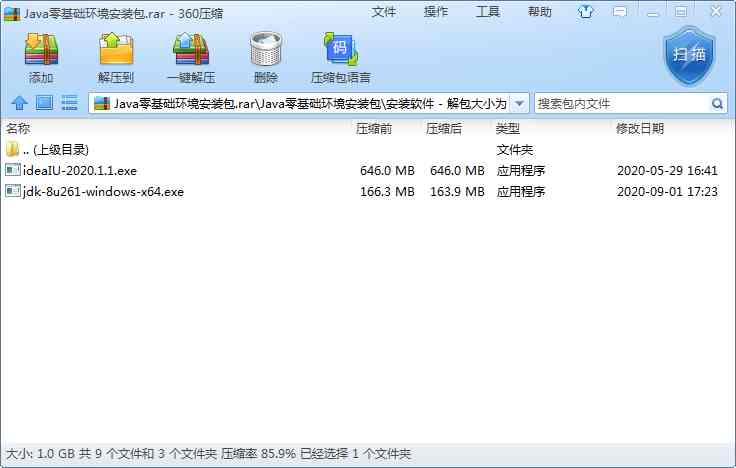 Java零基础环境安装包.rar - 360压缩
文件 操作 工具 帮助
添加 解压到 一键解压 删除 压缩包语言 扫描
码
Java零基础环境安装包.rar\Java零基础环境安装包\安装软件 - 解包大小为 搜索包内文件
名称 压缩前 压缩后 类型 修改日期
.. (上级目录) 文件夹
ideaIU-2020.1.1.exe 646.0 MB 646.0 MB 应用程序 2020-05-29 16:41
jdk-8u261-windows-x64.exe 166.3 MB 163.9 MB 应用程序 2020-09-01 17:23
大小: 1.0 GB 共 9 个文件和 3 个文件夹 压缩率 85.9% 已经选择 1 个文件夹